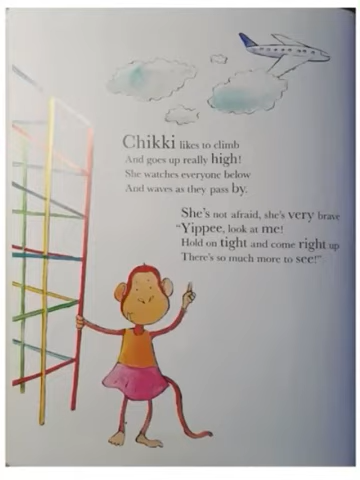 Chikki likes to climb
And goes up really high!
She watches everyone below
And waves as they pass by.
She's not afraid, she's very brave
"Yippee, look at me!
Hold on tight and come right up
There's so much more to see!"